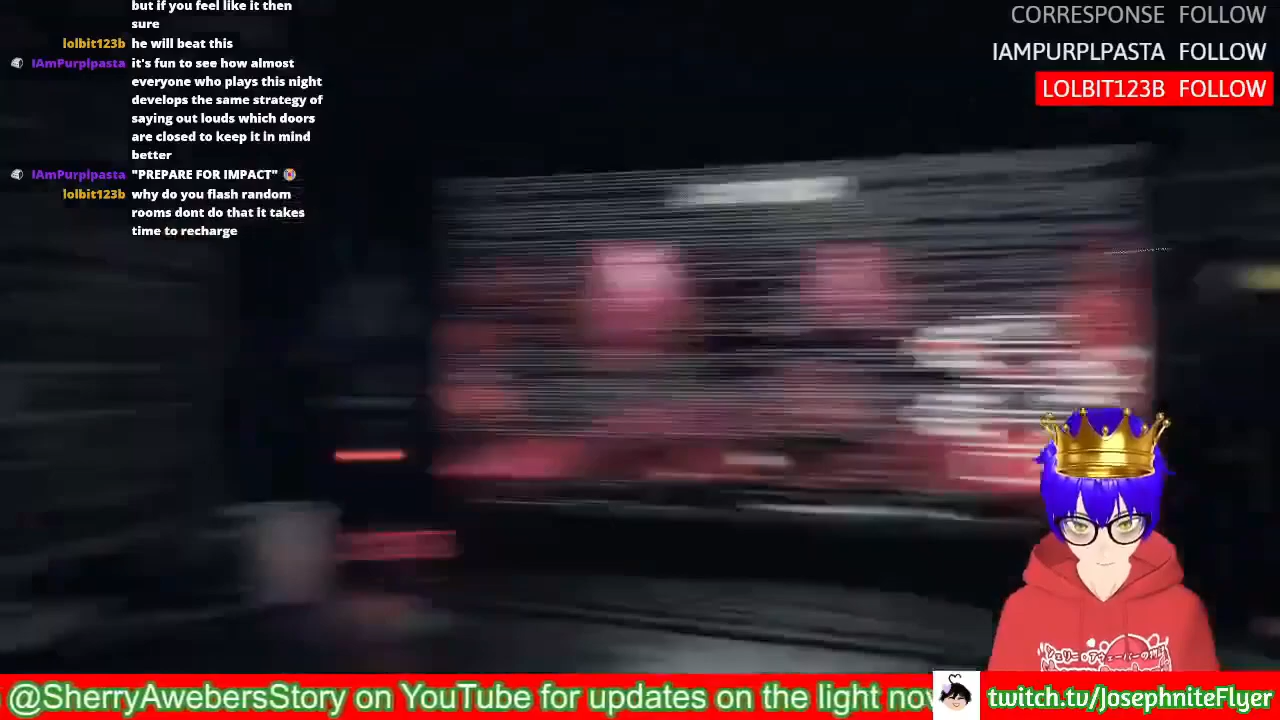 but if you feel like it then
sure
lolbit123b he will beat this
IAmPurplpasta it's fun to see how almost
everyone who plays this night
develops the same strategy of
saying out louds which doors
are closed to keep it in mind
better
IAmPurplpasta "PREPARE FOR IMPACT"
lolbit123b why do you flash random
rooms dont do that it takes
time to recharge
CORRESPONSE FOLLOW
IAMPURPLPASTA FOLLOW
LOLBIT123B FOLLOW
@SherryAwebersStory on YouTube for updates on the light nov
twitch.tv/JosephniteFlyer